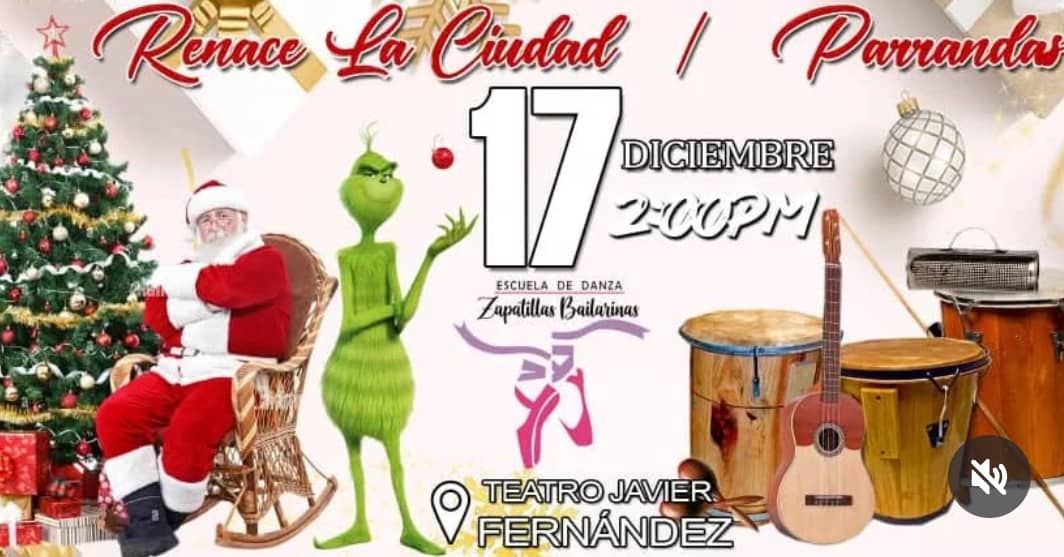 Renace La Ciudad / Parrandas
17
DICIEMBRE
2:00PM
ESCUELA DE DANZA
Zapatillas Bailarinas
TEATRO JAVIER
FERNÁNDEZ